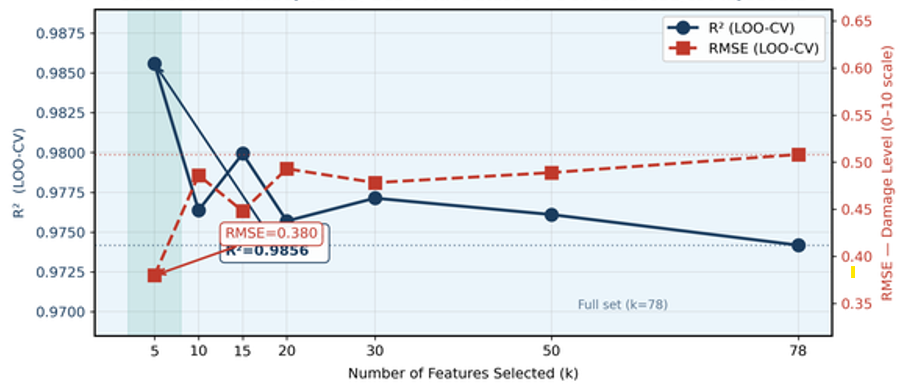 R² (LOO-CV)
RMSE (LOO-CV)
0.9875
0.9850
0.9825
0.9800
0.9775
0.9750
0.9725
0.9700
R² (LOO-CV)
0.65
0.60
0.55
0.50
0.45
0.40
0.35
RMSE — Damage Level (0–10 scale)
RMSE=0.380
R²=0.9856
Full set (k=78)
5 10 15 20 30 50 78
Number of Features Selected (k)